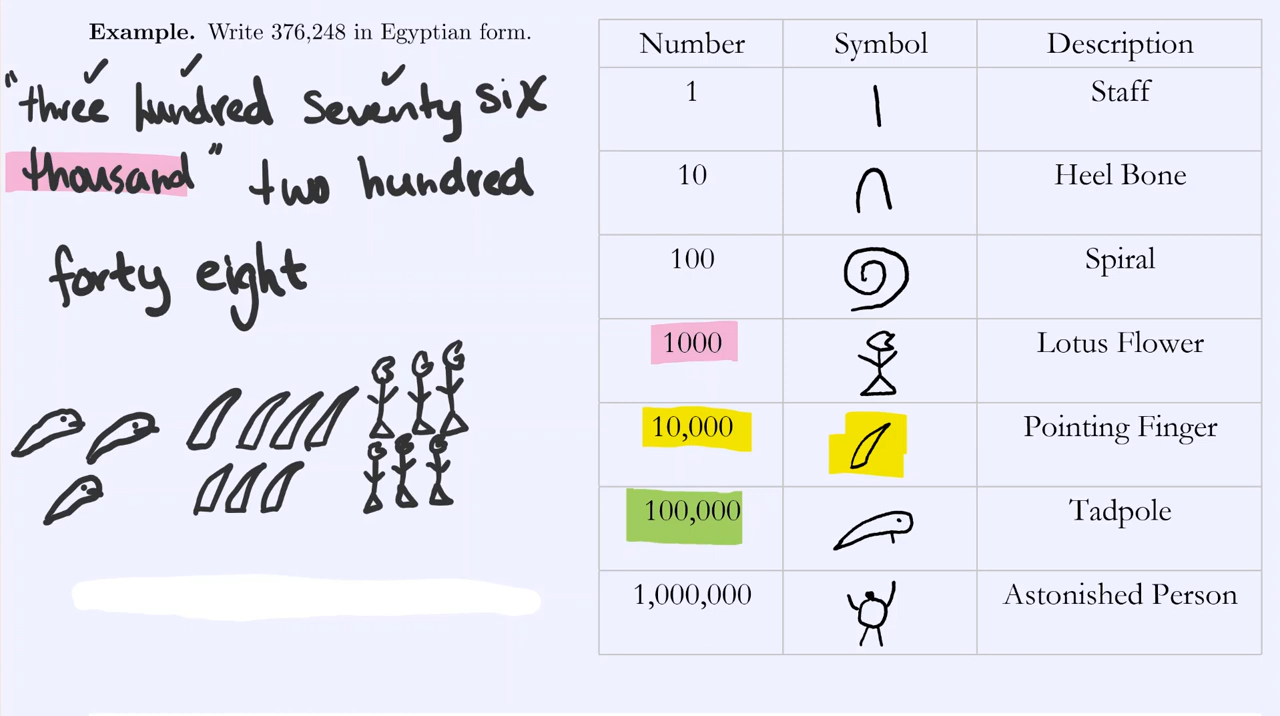 Example. Write 376,248 in Egyptian form.
"three hundred seventy six
thousand" two hundred
forty eight
Number Symbol Description
1 Staff
10 Heel Bone
100 Spiral
1000 Lotus Flower
10,000 Pointing Finger
100,000 Tadpole
1,000,000 Astonished Person